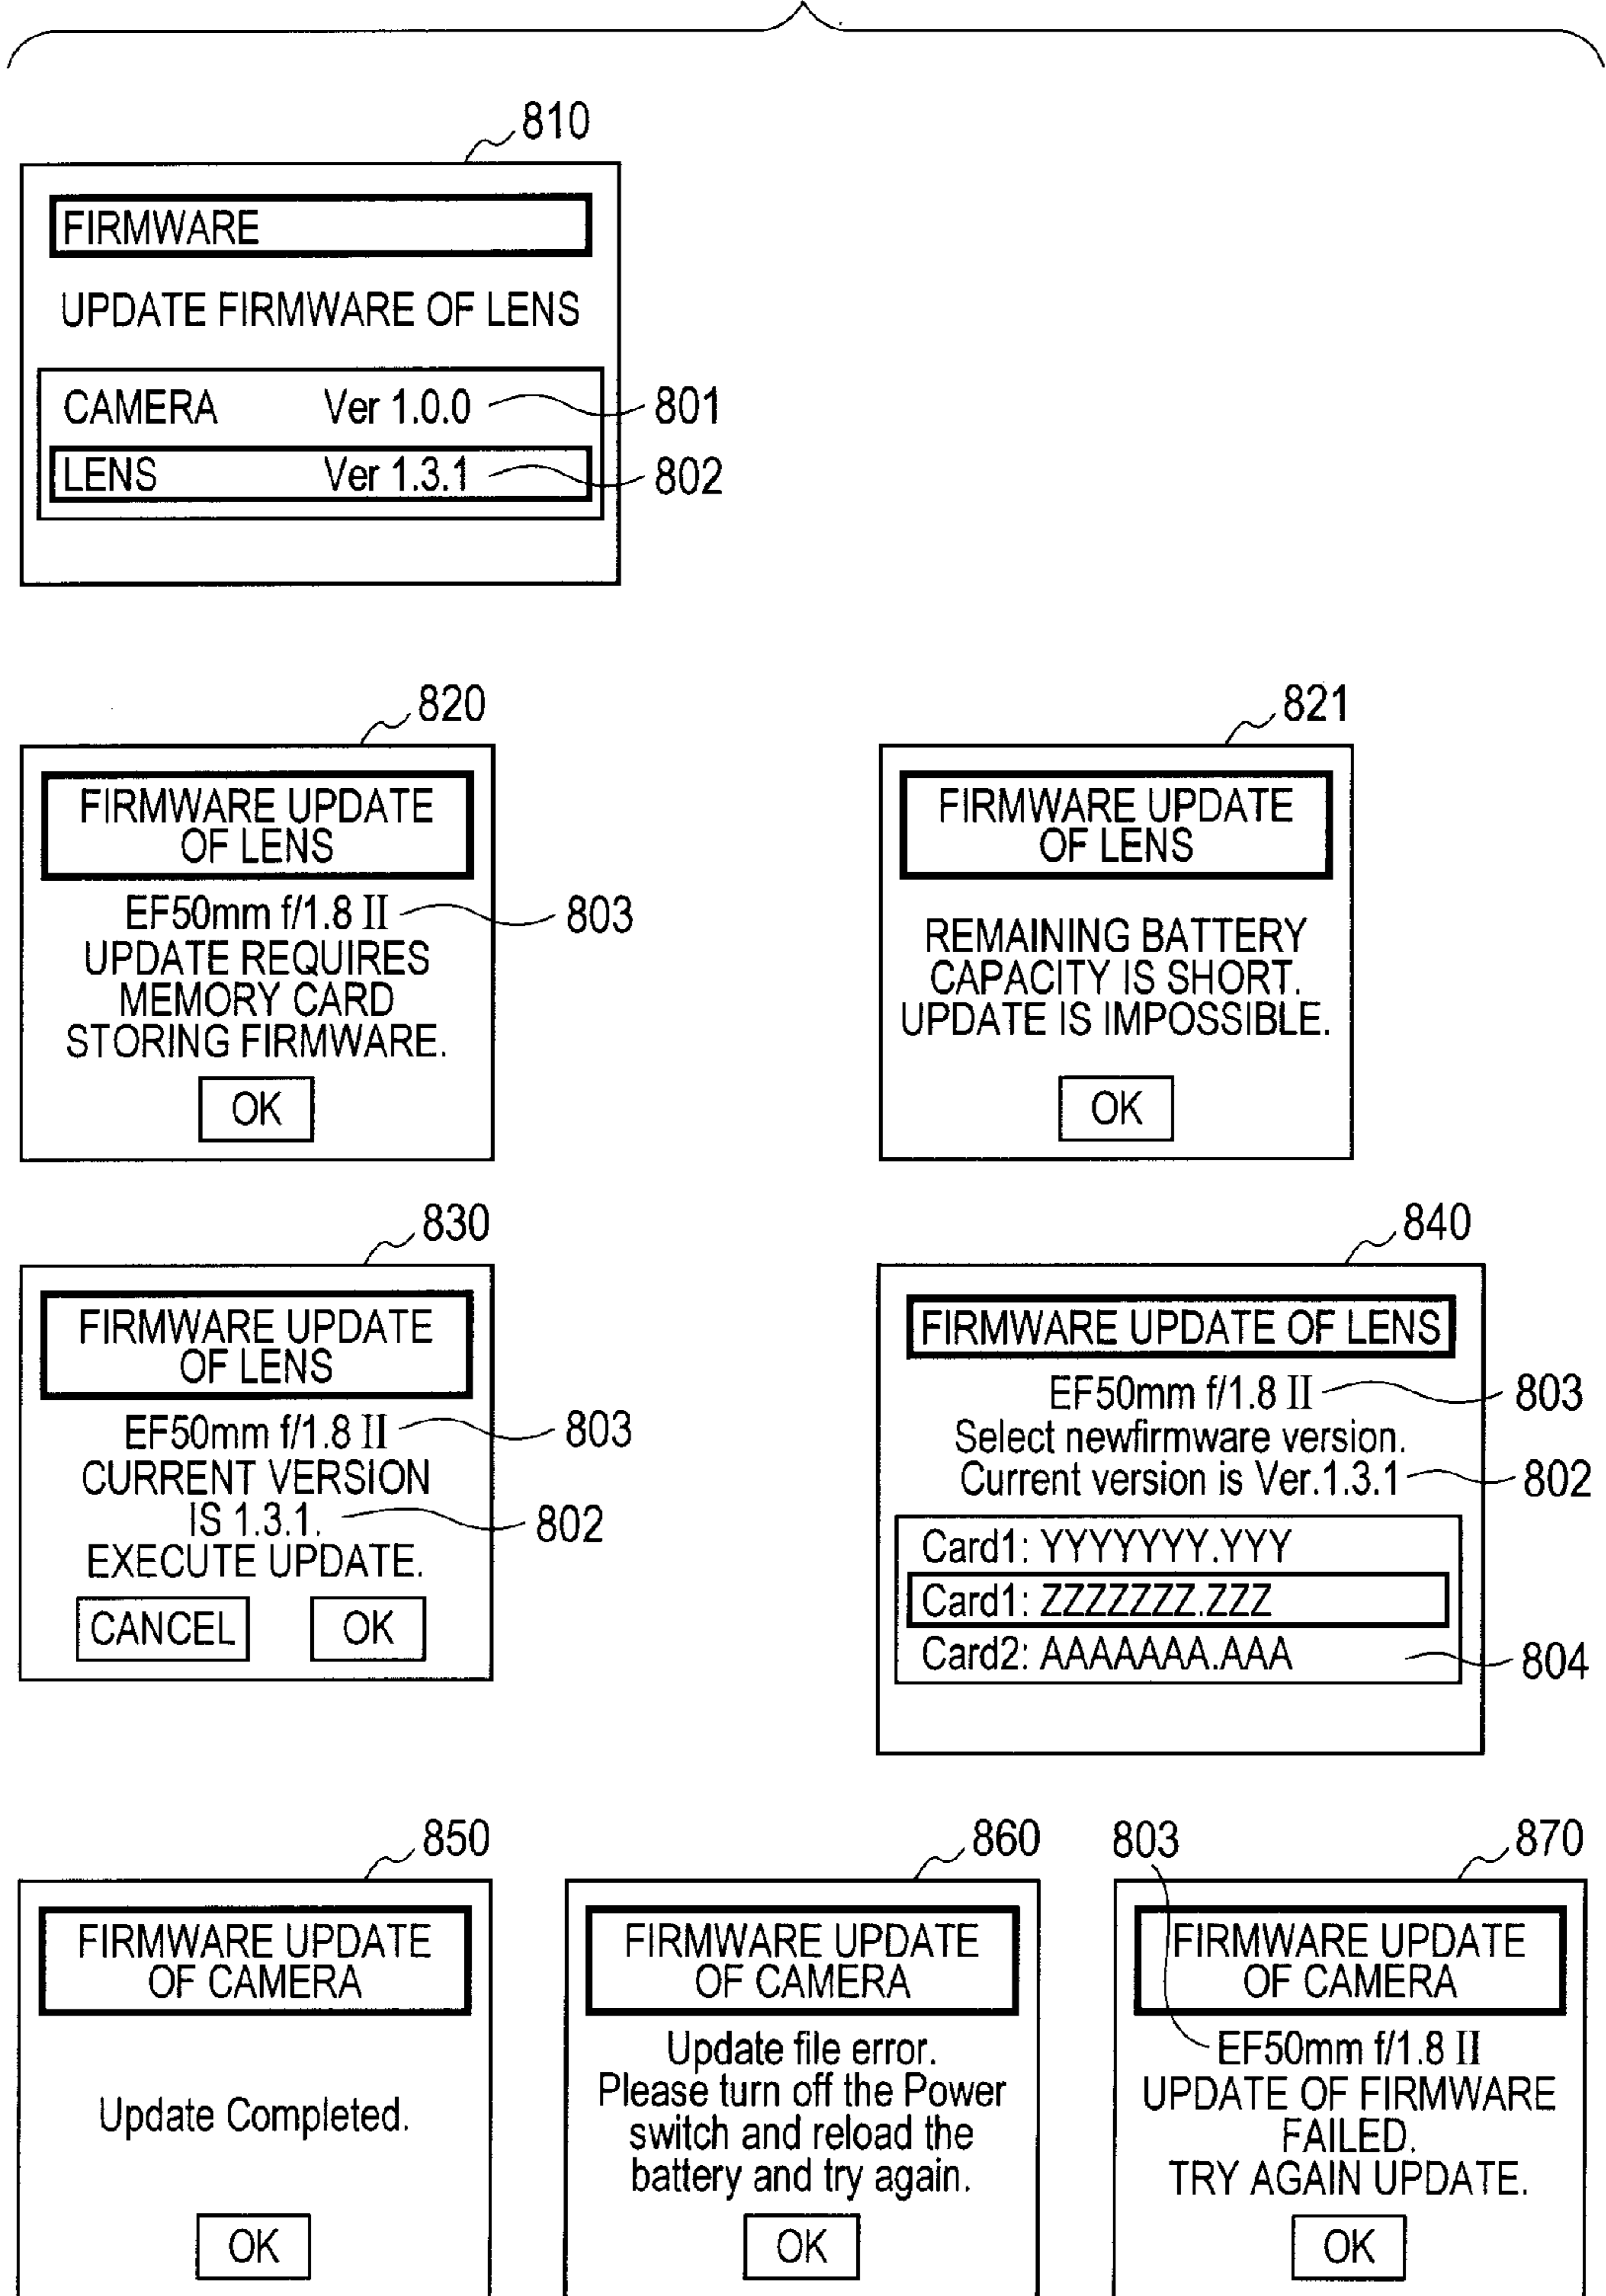 810
FIRMWARE
UPDATE FIRMWARE OF LENS
CAMERA Ver 1.0.0 801
LENS Ver 1.3.1 802
820
FIRMWARE UPDATE
OF LENS
EF50mm f/1.8 II 803
UPDATE REQUIRES
MEMORY CARD
STORING FIRMWARE.
OK
821
FIRMWARE UPDATE
OF LENS
REMAINING BATTERY
CAPACITY IS SHORT.
UPDATE IS IMPOSSIBLE.
OK
830
FIRMWARE UPDATE
OF LENS
EF50mm f/1.8 II 803
CURRENT VERSION
IS 1.3.1. 802
EXECUTE UPDATE.
CANCEL OK
840
FIRMWARE UPDATE OF LENS
EF50mm f/1.8 II 803
Select newfirmware version.
Current version is Ver.1.3.1 802
Card1: YYYYYYY.YYY
Card1: ZZZZZZZ.ZZZ
Card2: AAAAAAA.AAA 804
850
FIRMWARE UPDATE
OF CAMERA
Update Completed.
OK
860
FIRMWARE UPDATE
OF CAMERA
Update file error.
Please turn off the Power
switch and reload the
battery and try again.
OK
803 870
FIRMWARE UPDATE
OF CAMERA
EF50mm f/1.8 II
UPDATE OF FIRMWARE
FAILED.
TRY AGAIN UPDATE.
OK